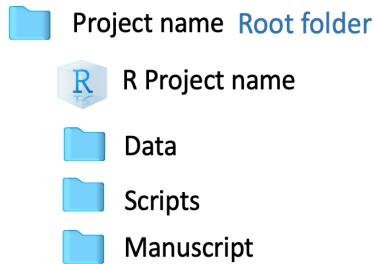 Project name Root folder
R R Project name
Data
Scripts
Manuscript